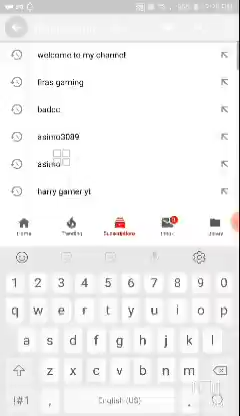 welcome to my channel
firas gaming
badcc
asimo3089
asimo
harry gamer yt
Home
Trending
Subscriptions
Inbox
Library
1 2 3 4 5 6 7 8 9 0
q w e r t y u i o p
a s d f g h j k l
z x c v b n m
!#1 , English (US) .